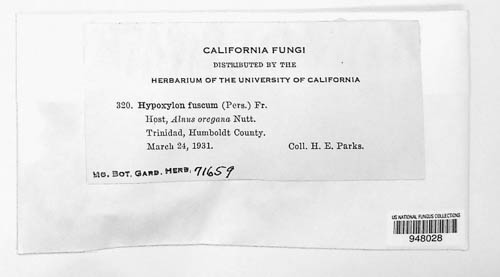 CALIFORNIA FUNGI
DISTRIBUTED BY THE
HERBARIUM OF THE UNIVERSITY OF CALIFORNIA
320. Hypoxylon fuscum (Pers.) Fr.
Host, Alnus oregana Nutt.
Trinidad, Humboldt County.
March 24, 1931. Coll. H. E. Parks.
MO. BOT. GARD. HERB. 71659
US NATIONAL FUNGUS COLLECTIONS
948028